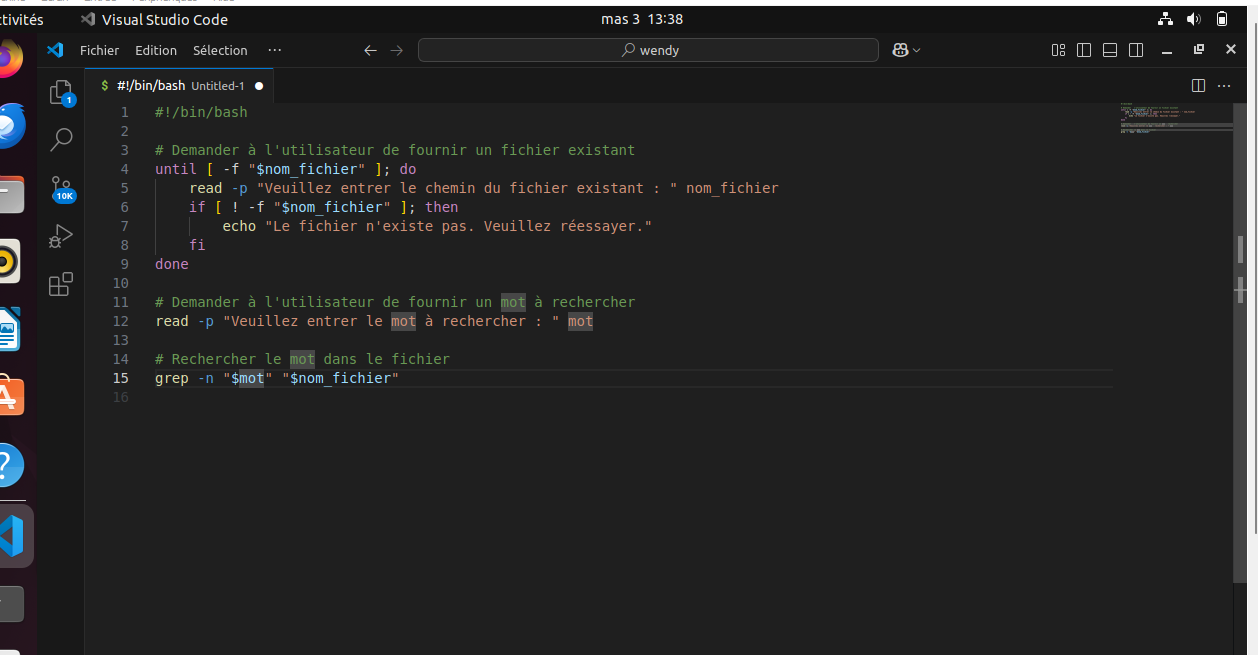 tivités
Visual Studio Code
mas 3 13:38
Fichier Edition Sélection ···
wendy
$ #!/bin/bash Untitled-1
1
10K
1 #!/bin/bash
2
3 # Demander à l'utilisateur de fournir un fichier existant
4 until [ -f "$nom_fichier" ]; do
5 read -p "Veuillez entrer le chemin du fichier existant : " nom_fichier
6 if [ ! -f "$nom_fichier" ]; then
7 echo "Le fichier n'existe pas. Veuillez réessayer."
8 fi
9 done
10
11 # Demander à l'utilisateur de fournir un mot à rechercher
12 read -p "Veuillez entrer le mot à rechercher : " mot
13
14 # Rechercher le mot dans le fichier
15 grep -n "$mot" "$nom_fichier"
16